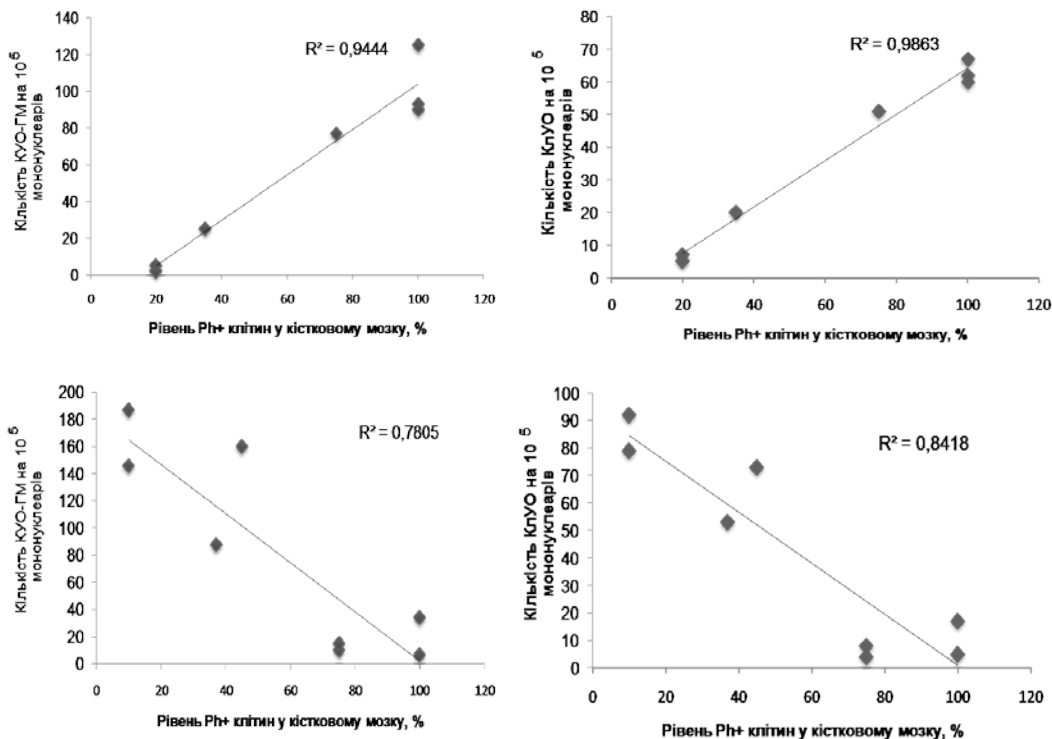 Кількість КУО-ГМ на 10 5
мононуклеарів
140
120
100
80
60
40
20
0
R² = 0,9444
0 20 40 60 80 100 120
Рівень Ph+ клітин у кістковому мозку, %
Кількість КлУО на 10 5
мононуклеарів
80
70
60
50
40
30
20
10
0
R² = 0,9863
0 20 40 60 80 100 120
Рівень Ph+ клітин у кістковому мозку, %
Кількість КУО-ГМ на 10 5
мононуклеарів
200
180
160
140
120
100
80
60
40
20
0
R² = 0,7805
0 20 40 60 80 100 120
Рівень Ph+ клітин у кістковому мозку, %
Кількість КлУО на 10 5
мононуклеарів
100
90
80
70
60
50
40
30
20
10
0
R² = 0,8418
0 20 40 60 80 100 120
Рівень Ph+ клітин у кістковому мозку, %